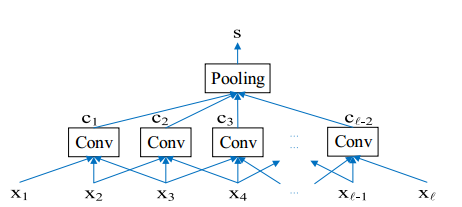 s
Pooling
c₁ c₂ c₃ ... cℓ-2
Conv Conv Conv ... Conv
x₁ x₂ x₃ x₄ ... xℓ-1 xℓ